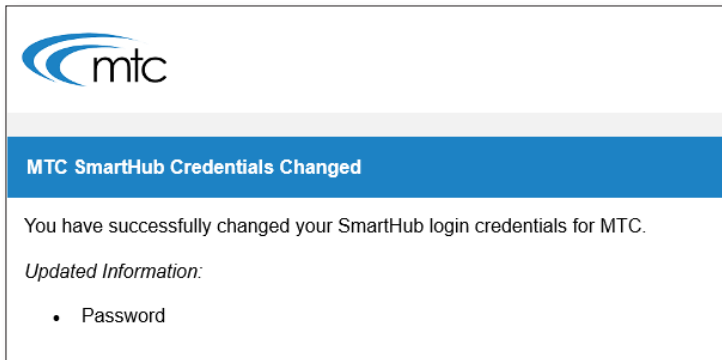 mtc
MTC SmartHub Credentials Changed
You have successfully changed your SmartHub login credentials for MTC.
Updated Information:
• Password